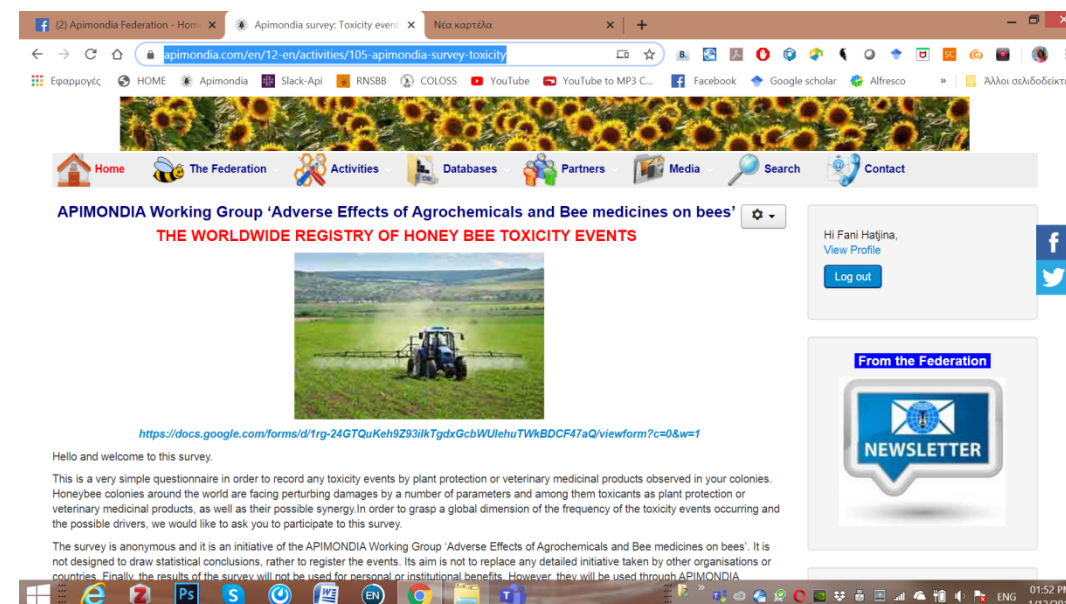 (2) Apimondia Federation - Hom
Apimondia survey: Toxicity event
Νέα καρτέλα
apimondia.com/en/12-en/activities/105-apimondia-survey-toxicity
Εφαρμογές HOME Apimondia Slack-Api RNSBB COLOSS YouTube YouTube to MP3 C... Facebook Google scholar Alfresco » Άλλοι σελιδοδείκτε
Home The Federation Activities Databases Partners Media Search Contact
APIMONDIA Working Group ‘Adverse Effects of Agrochemicals and Bee medicines on bees’
THE WORLDWIDE REGISTRY OF HONEY BEE TOXICITY EVENTS
Hi Fani Hatjina,
View Profile
Log out
From the Federation
NEWSLETTER
https://docs.google.com/forms/d/1rg-24GTQuKeh9Z93iIkTgdxGcbWUlehuTWkBDCF47aQ/viewform?c=0&w=1
Hello and welcome to this survey.
This is a very simple questionnaire in order to record any toxicity events by plant protection or veterinary medicinal products observed in your colonies.
Honeybee colonies around the world are facing perturbing damages by a number of parameters and among them toxicants as plant protection or
veterinary medicinal products, as well as their possible synergy.In order to grasp a global dimension of the frequency of the toxicity events occurring and
the possible drivers, we would like to ask you to participate to this survey.
The survey is anonymous and it is an initiative of the APIMONDIA Working Group ‘Adverse Effects of Agrochemicals and Bee medicines on bees’. It is
not designed to draw statistical conclusions, rather to register the events. Its aim is not to replace any detailed initiative taken by other organisations or
countries. Finally, the results of the survey will not be used for personal or institutional benefits. However, they will be used through APIMONDIA
ENG
01:52 PM